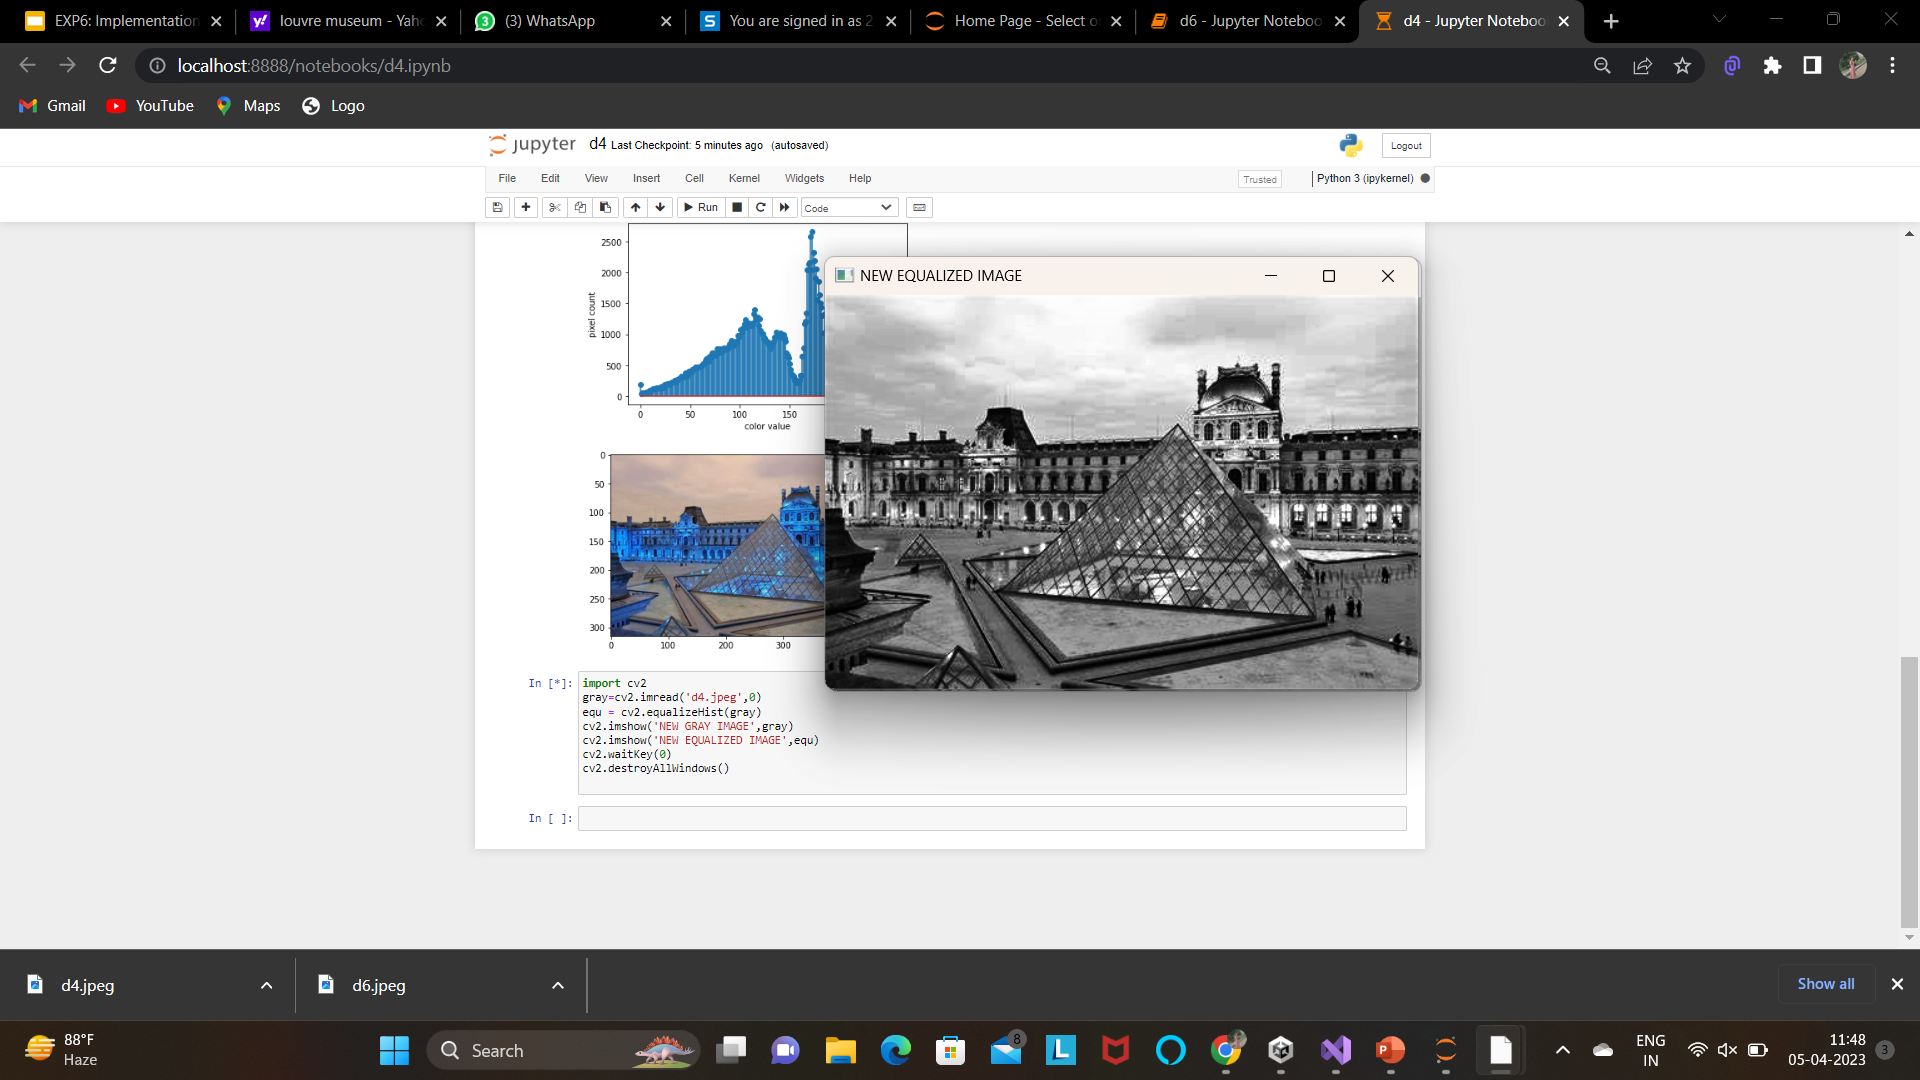 EXP6: Implementation
louvre museum - Yaho
(3) WhatsApp
You are signed in as 2
Home Page - Select o
d6 - Jupyter Noteboo
d4 - Jupyter Noteboo
localhost:8888/notebooks/d4.ipynb
Gmail
YouTube
Maps
Logo
jupyter
d4 Last Checkpoint: 5 minutes ago (autosaved)
Logout
File
Edit
View
Insert
Cell
Kernel
Widgets
Help
Trusted
Python 3 (ipykernel)
Run
Code
2500
2000
1500
1000
500
0
pixel count
0
50
100
150
color value
NEW EQUALIZED IMAGE
0
50
100
150
200
250
300
0
100
200
300
In [*]:
import cv2
gray=cv2.imread('d4.jpeg',0)
equ = cv2.equalizeHist(gray)
cv2.imshow('NEW GRAY IMAGE',gray)
cv2.imshow('NEW EQUALIZED IMAGE',equ)
cv2.waitKey(0)
cv2.destroyAllWindows()
In [ ]:
d4.jpeg
d6.jpeg
Show all
88°F
Haze
Search
8
ENG
IN
11:48
05-04-2023
3